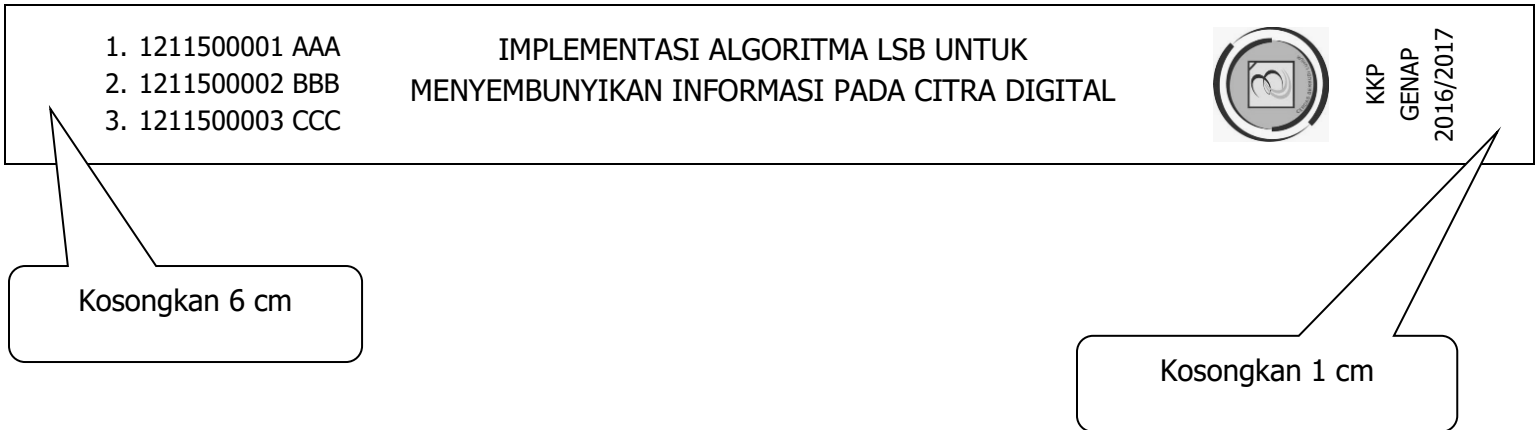 1. 1211500001 AAA
2. 1211500002 BBB
3. 1211500003 CCC
IMPLEMENTASI ALGORITMA LSB UNTUK
MENYEMBUNYIKAN INFORMASI PADA CITRA DIGITAL
KKP
GENAP
2016/2017
Kosongkan 6 cm
Kosongkan 1 cm